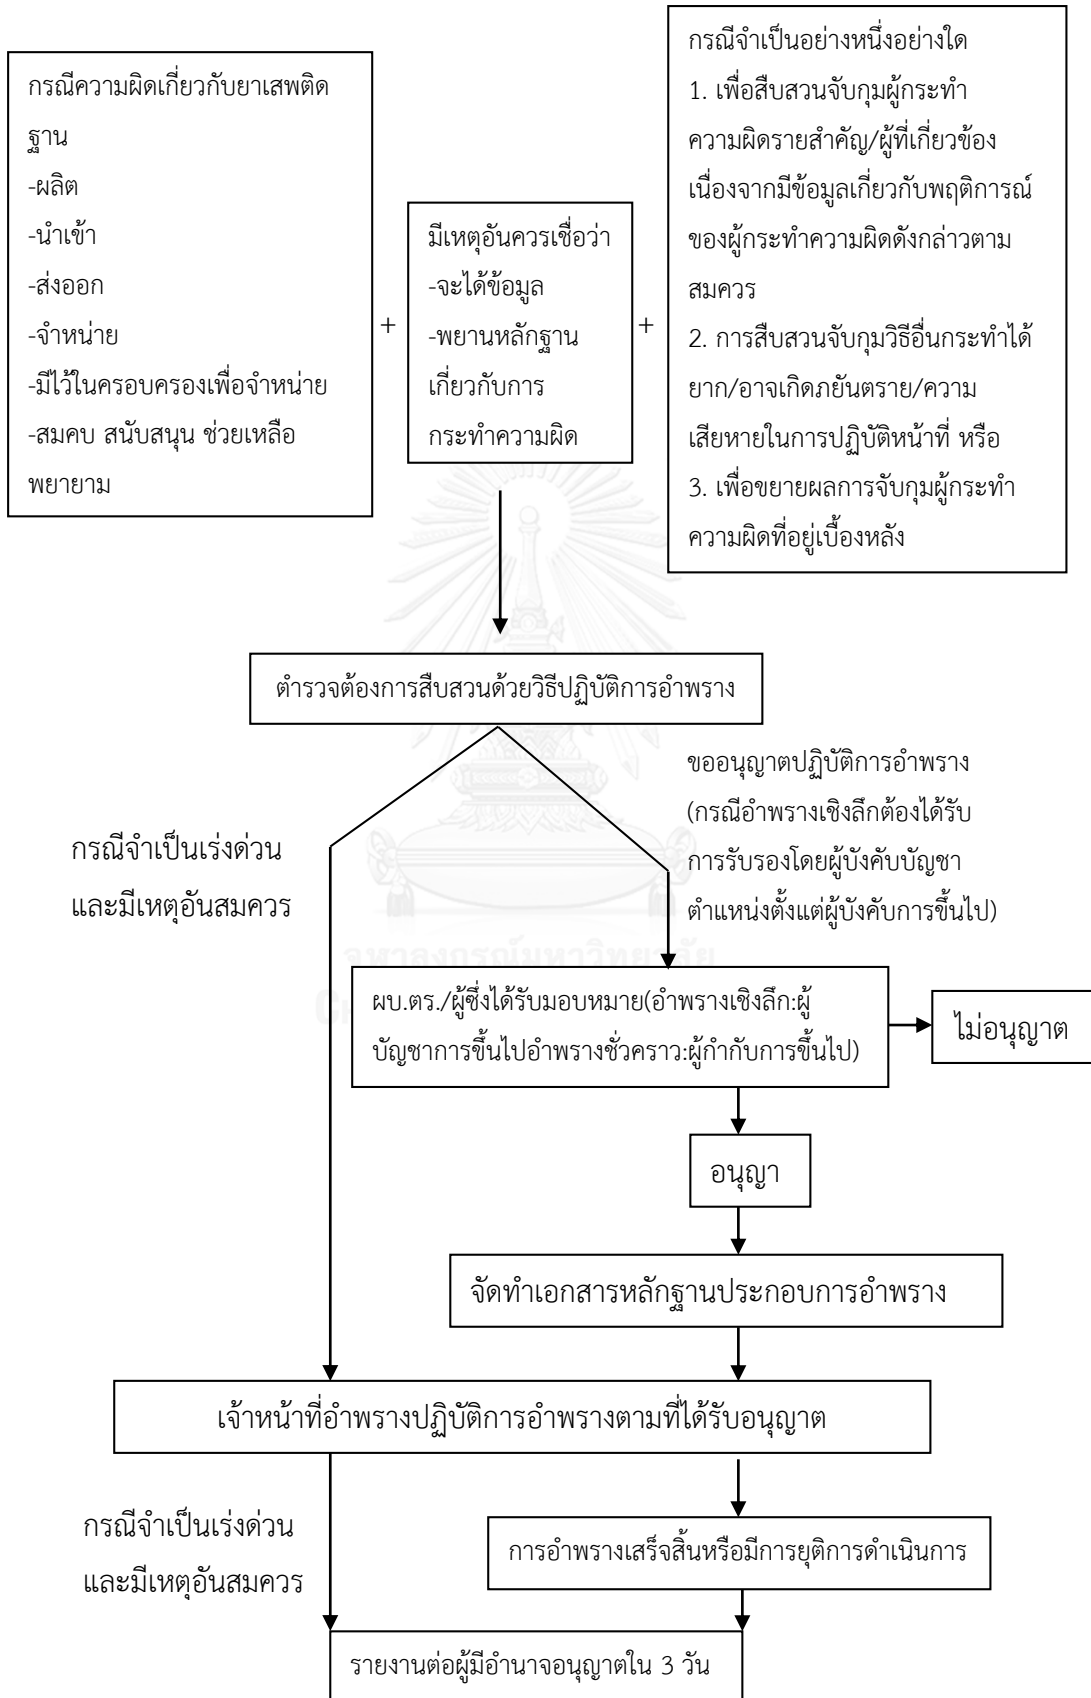 กรณีความผิดเกี่ยวกับยาเสพติด
ฐาน
-ผลิต
-นำเข้า
-ส่งออก
-จำหน่าย
-มีไว้ในครอบครองเพื่อจำหน่าย
-สมคบ สนับสนุน ช่วยเหลือ
พยายาม
+
มีเหตุอันควรเชื่อว่า
-จะได้ข้อมูล
-พยานหลักฐาน
เกี่ยวกับการ
กระทำความผิด
+
กรณีจำเป็นอย่างหนึ่งอย่างใด
1. เพื่อสืบสวนจับกุมผู้กระทำ
ความผิดรายสำคัญ/ผู้ที่เกี่ยวข้อง
เนื่องจากมีข้อมูลเกี่ยวกับพฤติการณ์
ของผู้กระทำความผิดดังกล่าวตาม
สมควร
2. การสืบสวนจับกุมวิธีอื่นกระทำได้
ยาก/อาจเกิดภยันตราย/ความ
เสียหายในการปฏิบัติหน้าที่ หรือ
3. เพื่อขยายผลการจับกุมผู้กระทำ
ความผิดที่อยู่เบื้องหลัง
ตำรวจต้องการสืบสวนด้วยวิธีปฏิบัติการอำพราง
กรณีจำเป็นเร่งด่วน
และมีเหตุอันสมควร
ขออนุญาตปฏิบัติการอำพราง
(กรณีอำพรางเชิงลึกต้องได้รับ
การรับรองโดยผู้บังคับบัญชา
ตำแหน่งตั้งแต่ผู้บังคับการขึ้นไป)
จุฬาลงกรณ์มหาวิทยาลัย
ผบ.ตร./ผู้ซึ่งได้รับมอบหมาย(อำพรางเชิงลึก:ผู้
บัญชาการขึ้นไปอำพรางชั่วคราว:ผู้กำกับการขึ้นไป)
ไม่อนุญาต
อนุญา
จัดทำเอกสารหลักฐานประกอบการอำพราง
เจ้าหน้าที่อำพรางปฏิบัติการอำพรางตามที่ได้รับอนุญาต
กรณีจำเป็นเร่งด่วน
และมีเหตุอันสมควร
การอำพรางเสร็จสิ้นหรือมีการยุติการดำเนินการ
รายงานต่อผู้มีอำนาจอนุญาตใน 3 วัน